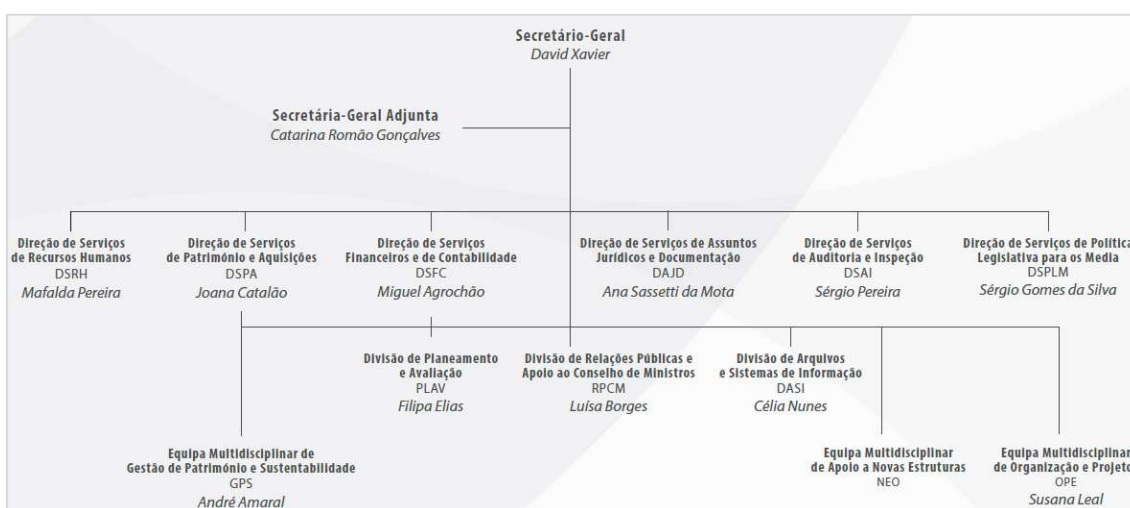 Secretário-Geral
David Xavier
Secretária-Geral Adjunta
Catarina Romão Gonçalves
Direção de Serviços
de Recursos Humanos
DSRH
Mafalda Pereira
Direção de Serviços
de Património e Aquisições
DSPA
Joana Catalão
Direção de Serviços
Financeiros e de Contabilidade
DSFC
Miguel Agrochão
Direção de Serviços de Assuntos
Jurídicos e Documentação
DAJD
Ana Sassetti da Mota
Direção de Serviços
de Auditoria e Inspeção
DSAI
Sérgio Pereira
Direção de Serviços de Política
Legislativa para os Media
DSPLM
Sérgio Gomes da Silva
Divisão de Planeamento
e Avaliação
PLAV
Filipa Elias
Divisão de Relações Públicas e
Apoio ao Conselho de Ministros
RPCM
Luísa Borges
Divisão de Arquivos
e Sistemas de Informação
DASI
Célia Nunes
Equipa Multidisciplinar de
Gestão de Património e Sustentabilidade
GPS
André Amaral
Equipa Multidisciplinar
de Apoio a Novas Estruturas
NEO
Equipa Multidisciplinar
de Organização e Projeto
OPE
Susana Leal